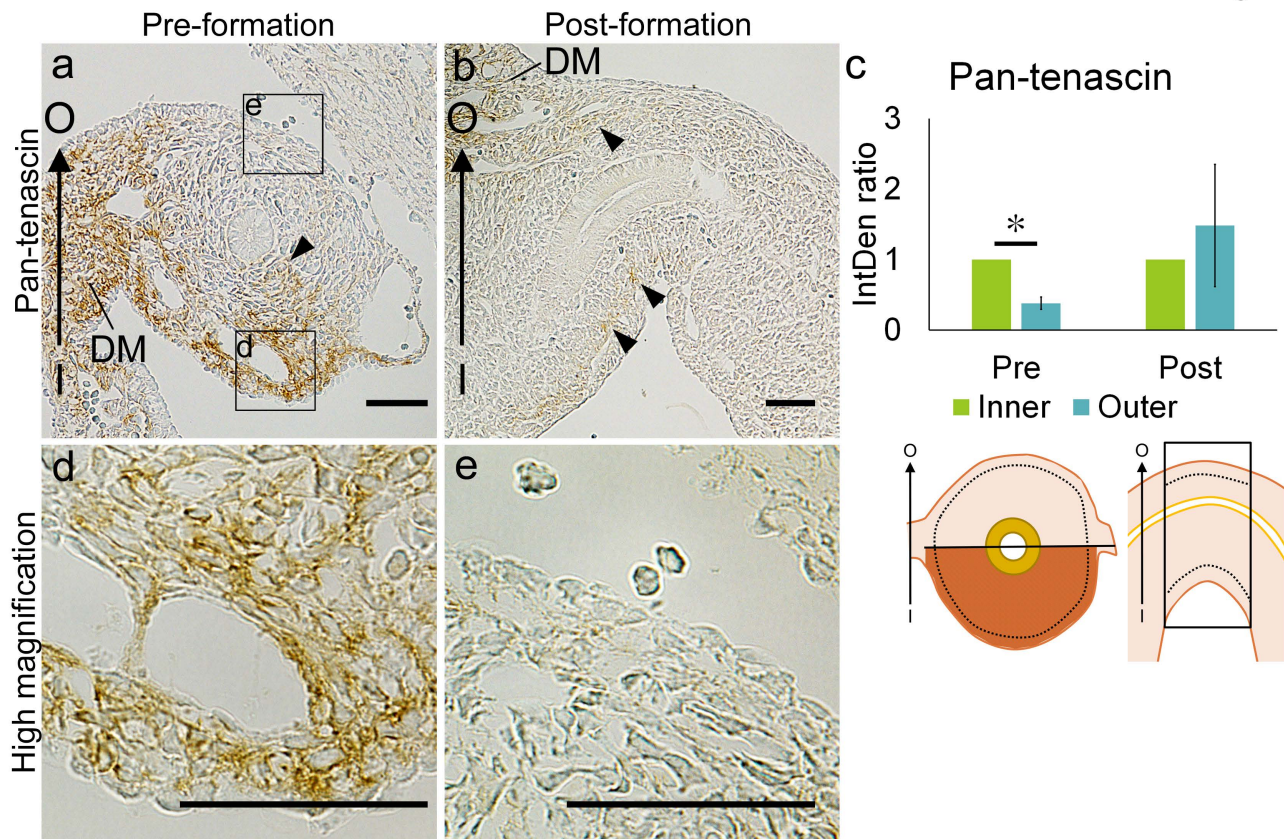 Pre-formation
Post-formation
Pan-tenascin
a
O
I
DM
e
d
b
O
I
DM
c
Pan-tenascin
IntDen ratio
3
2
1
0
*
Pre
Post
Inner
Outer
High magnification
d
e
O
I
O
I